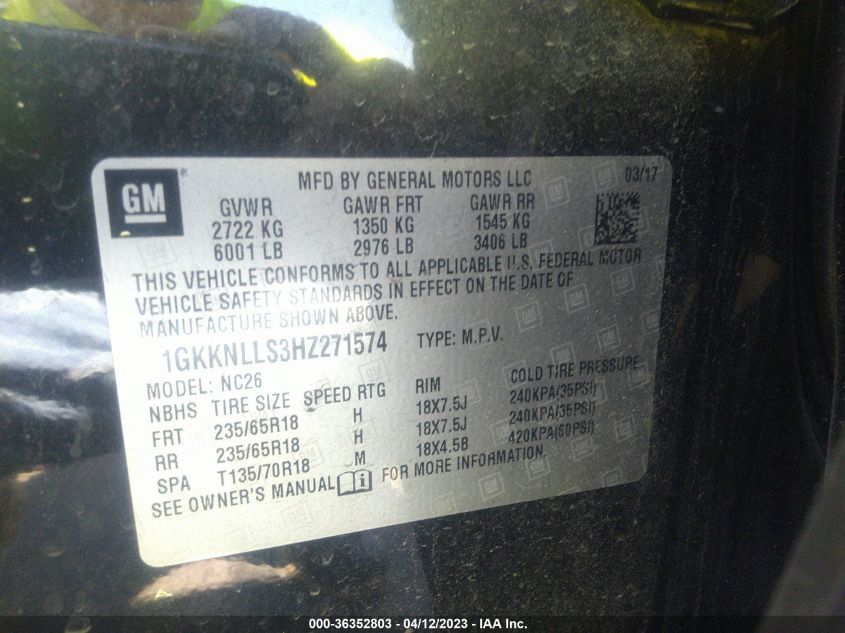 GM
MFD BY GENERAL MOTORS LLC 03/17
GVWR GAWR FRT GAWR RR
2722 KG 1350 KG 1545 KG
6001 LB 2976 LB 3406 LB
THIS VEHICLE CONFORMS TO ALL APPLICABLE U.S. FEDERAL MOTOR
VEHICLE SAFETY STANDARDS IN EFFECT ON THE DATE OF
MANUFACTURE SHOWN ABOVE.
1GKKNLLS3HZ271574 TYPE: M.P.V.
MODEL: NC26
NBHS TIRE SIZE SPEED RTG RIM COLD TIRE PRESSURE
FRT 235/65R18 H 18X7.5J 240KPA(35PSI)
RR 235/65R18 H 18X7.5J 240KPA(35PSI)
SPA T135/70R18 M 18X4.5B 420KPA(60PSI)
SEE OWNER'S MANUAL FOR MORE INFORMATION.
000-36352803 - 04/12/2023 - IAA Inc.